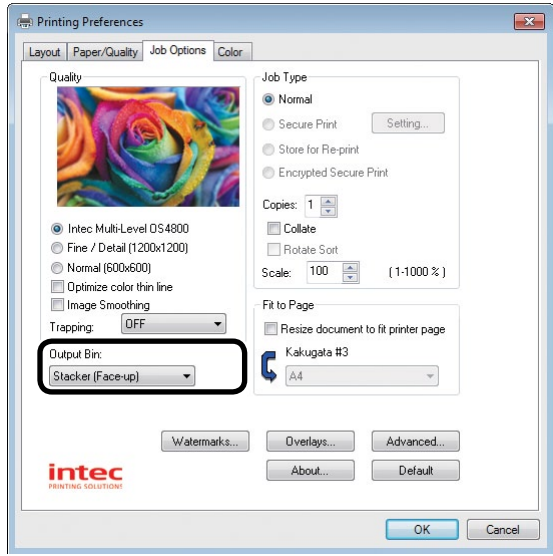 Printing Preferences
Layout Paper/Quality Job Options Color
Quality
Intec Multi-Level OS4800
Fine / Detail (1200x1200)
Normal (600x600)
Optimize color thin line
Image Smoothing
Trapping: OFF
Output Bin:
Stacker (Face-up)
Job Type
Normal
Secure Print Setting...
Store for Re-print
Encrypted Secure Print
Copies: 1
Collate
Rotate Sort
Scale: 100 (1-1000 %)
Fit to Page
Resize document to fit printer page
Kakugata #3
A4
Watermarks... Overlays... Advanced...
intec
PRINTING SOLUTIONS
About... Default
OK Cancel